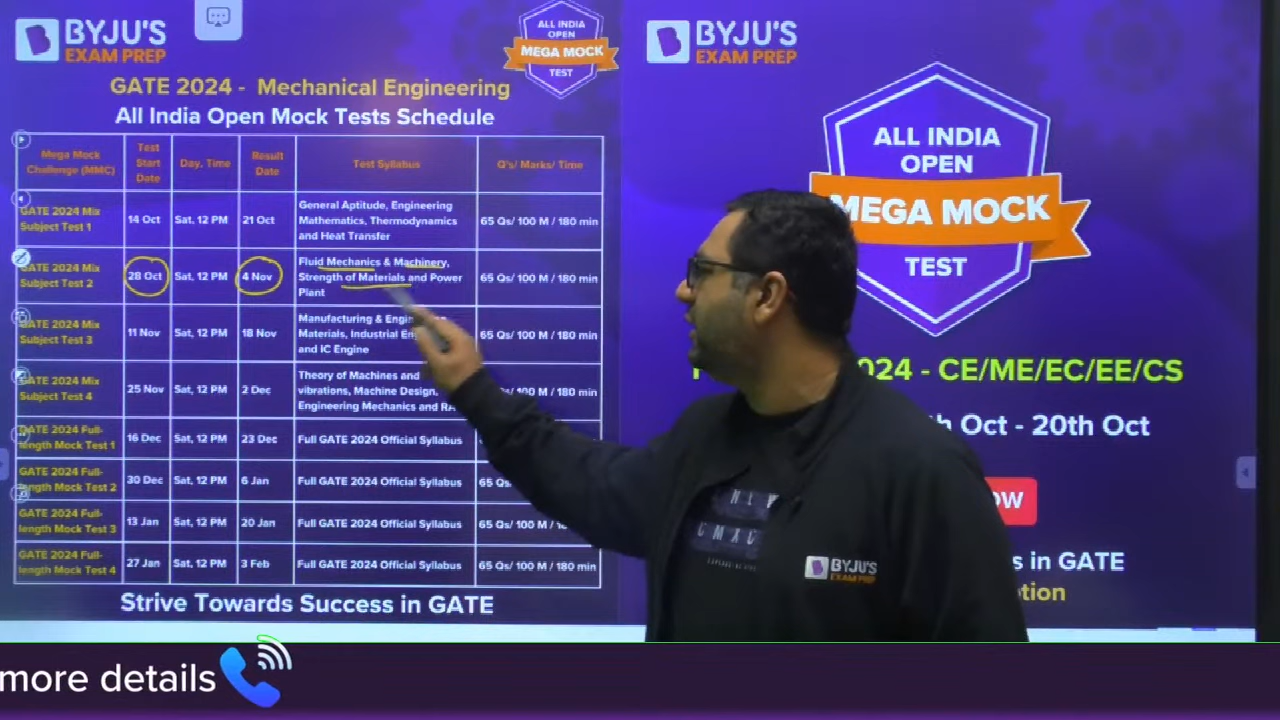 BYJU'S
EXAM PREP
ALL INDIA
OPEN
MEGA MOCK
TEST
GATE 2024 - Mechanical Engineering
All India Open Mock Tests Schedule
Mega Mock
Challenge (MMC)
Test
Start
Date
Day, Time
Result
Date
Test Syllabus
Q's/ Marks/ Time
GATE 2024 Mix
Subject Test 1
14 Oct
Sat, 12 PM
21 Oct
General Aptitude, Engineering
Mathematics, Thermodynamics
and Heat Transfer
65 Qs/ 100 M / 180 min
GATE 2024 Mix
Subject Test 2
28 Oct
Sat, 12 PM
4 Nov
Fluid Mechanics & Machinery,
Strength of Materials and Power
Plant
65 Qs/ 100 M / 180 min
GATE 2024 Mix
Subject Test 3
11 Nov
Sat, 12 PM
18 Nov
Manufacturing &
Materials, Industrial
and IC Engine
65 Qs/ 100 M / 180 min
GATE 2024 Mix
Subject Test 4
25 Nov
Sat, 12 PM
2 Dec
Theory of Machines and
vibrations, Machine Design,
Engineering Mechanics and
/ 100 M / 180 min
GATE 2024 Full-
length Mock Test 1
16 Dec
Sat, 12 PM
23 Dec
Full GATE 2024 Official Syllabus
GATE 2024 Full-
length Mock Test 2
30 Dec
Sat, 12 PM
6 Jan
Full GATE 2024 Official Syllabus
65
GATE 2024 Full-
length Mock Test 3
13 Jan
Sat, 12 PM
20 Jan
Full GATE 2024 Official Syllabus
65 Qs/ 100 M /
GATE 2024 Full-
length Mock Test 4
27 Jan
Sat, 12 PM
3 Feb
Full GATE 2024 Official Syllabus
65 Qs/ 100 M / 180 min
Strive Towards Success in GATE
BYJU'S
EXAM PREP
ALL INDIA
OPEN
MEGA MOCK
TEST
024 - CE/ME/EC/EE/CS
h Oct - 20th Oct
OW
s in GATE
tion
BYJU'S
EXAM PREP
more details